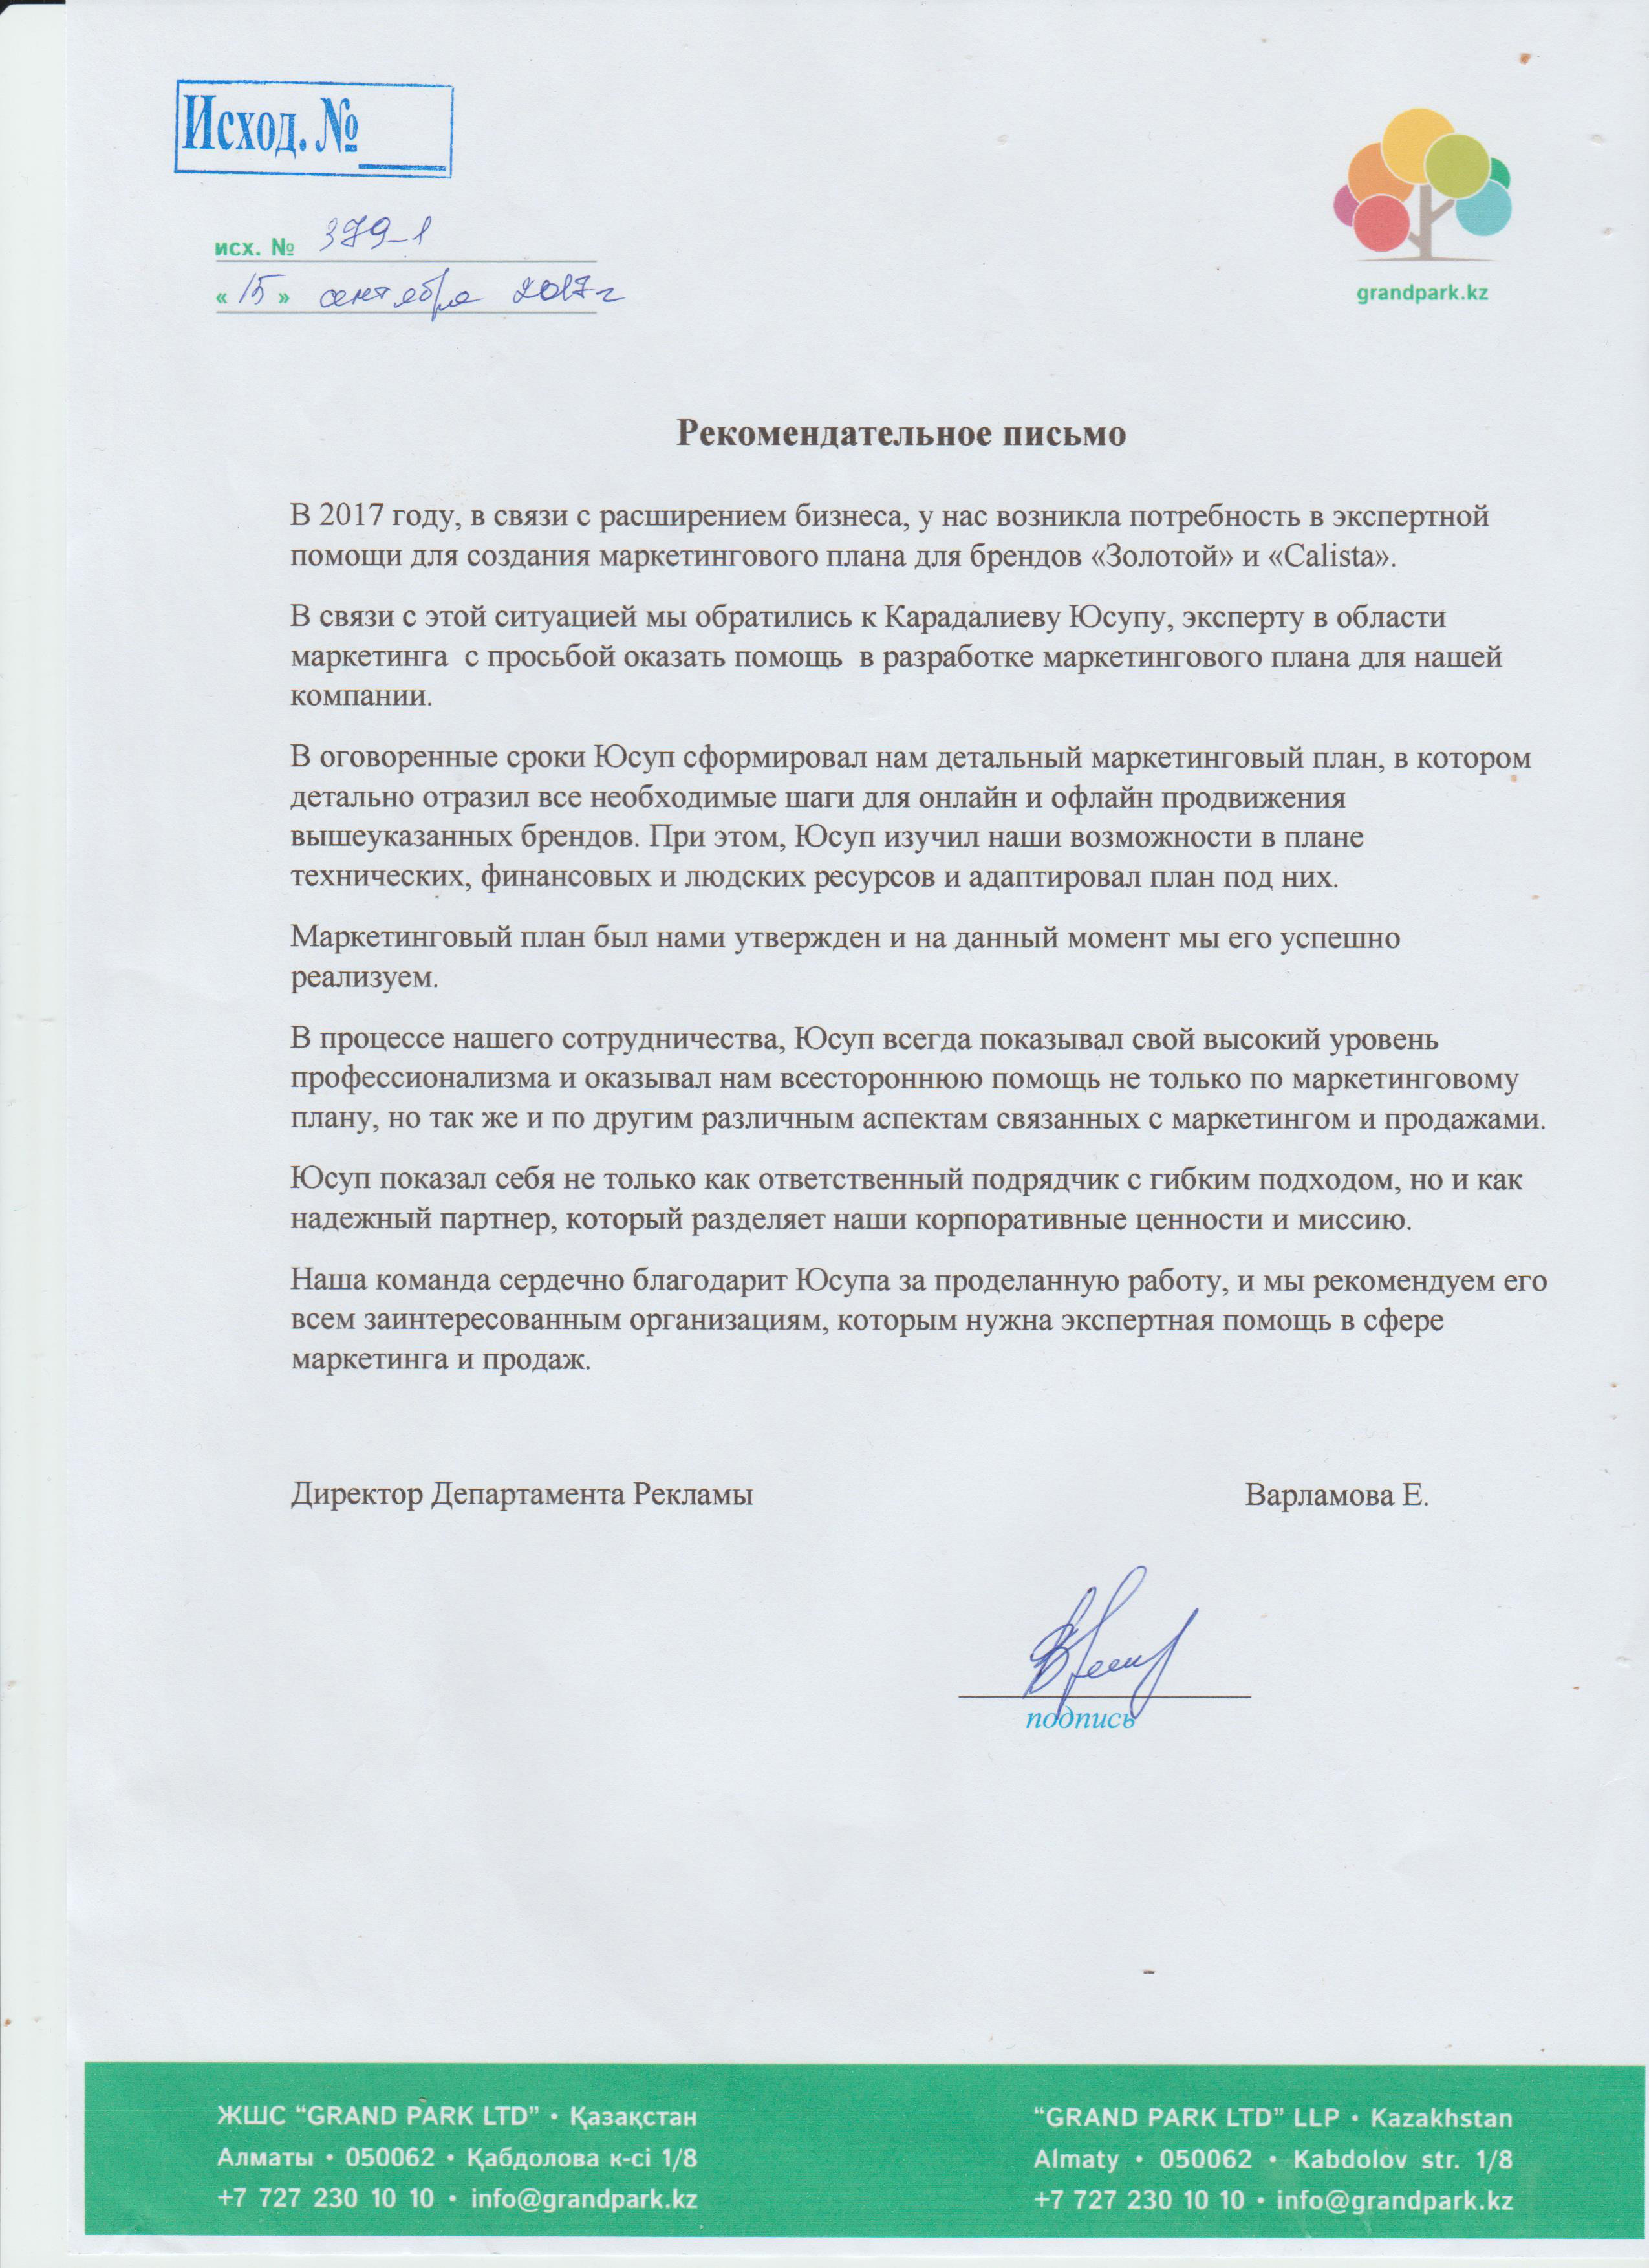 Исход. №
grandpark.kz
исх. № 379-1
« 15 » сентября 2017г
Рекомендательное письмо
В 2017 году, в связи с расширением бизнеса, у нас возникла потребность в экспертной
помощи для создания маркетингового плана для брендов «Золотой» и «Calista».
В связи с этой ситуацией мы обратились к Карадалиеву Юсупу, эксперту в области
маркетинга с просьбой оказать помощь в разработке маркетингового плана для нашей
компании.
В оговоренные сроки Юсуп сформировал нам детальный маркетинговый план, в котором
детально отразил все необходимые шаги для онлайн и офлайн продвижения
вышеуказанных брендов. При этом, Юсуп изучил наши возможности в плане
технических, финансовых и людских ресурсов и адаптировал план под них.
Маркетинговый план был нами утвержден и на данный момент мы его успешно
реализуем.
В процессе нашего сотрудничества, Юсуп всегда показывал свой высокий уровень
профессионализма и оказывал нам всестороннюю помощь не только по маркетинговому
плану, но так же и по другим различным аспектам связанных с маркетингом и продажами.
Юсуп показал себя не только как ответственный подрядчик с гибким подходом, но и как
надежный партнер, который разделяет наши корпоративные ценности и миссию.
Наша команда сердечно благодарит Юсупа за проделанную работу, и мы рекомендуем его
всем заинтересованным организациям, которым нужна экспертная помощь в сфере
маркетинга и продаж.
Директор Департамента Рекламы Варламова Е.
подпись
ЖШС “GRAND PARK LTD” • Қазақстан
Алматы • 050062 • Қабдолова к-сі 1/8
+7 727 230 10 10 • info@grandpark.kz
“GRAND PARK LTD” LLP • Kazakhstan
Almaty • 050062 • Kabdolov str. 1/8
+7 727 230 10 10 • info@grandpark.kz